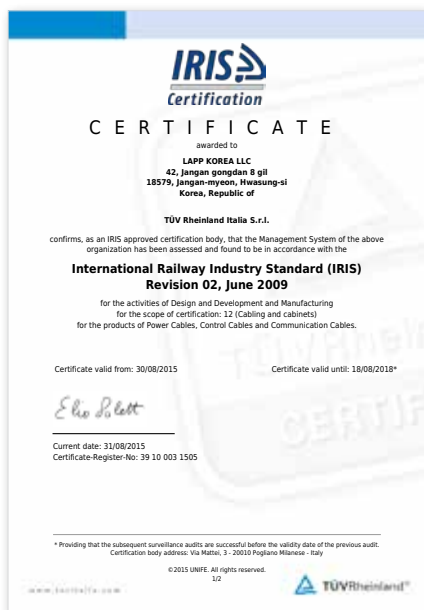 IRIS
Certification
CERTIFICATE
awarded to
LAPP KOREA LLC
42, Jangan gongdan 8 gil
18579, Jangan-myeon, Hwasung-si
Korea, Republic of
TÜV Rheinland Italia S.r.l.
confirms, as an IRIS approved certification body, that the Management System of the above
organization has been assessed and found to be in accordance with the
International Railway Industry Standard (IRIS)
Revision 02, June 2009
for the activities of Design and Development and Manufacturing
for the scope of certification: 12 (Cabling and cabinets)
for the products of Power Cables, Control Cables and Communication Cables.
Certificate valid from: 30/08/2015 Certificate valid until: 18/08/2018*
Current date: 31/08/2015
Certificate-Register-No: 39 10 003 1505
* Providing that the subsequent surveillance audits are successful before the validity date of the previous audit.
Certification body address: Via Mattei, 3 - 20010 Pogliano Milanese - Italy
©2015 UNIFE. All rights reserved.
1/2
TÜVRheinland®